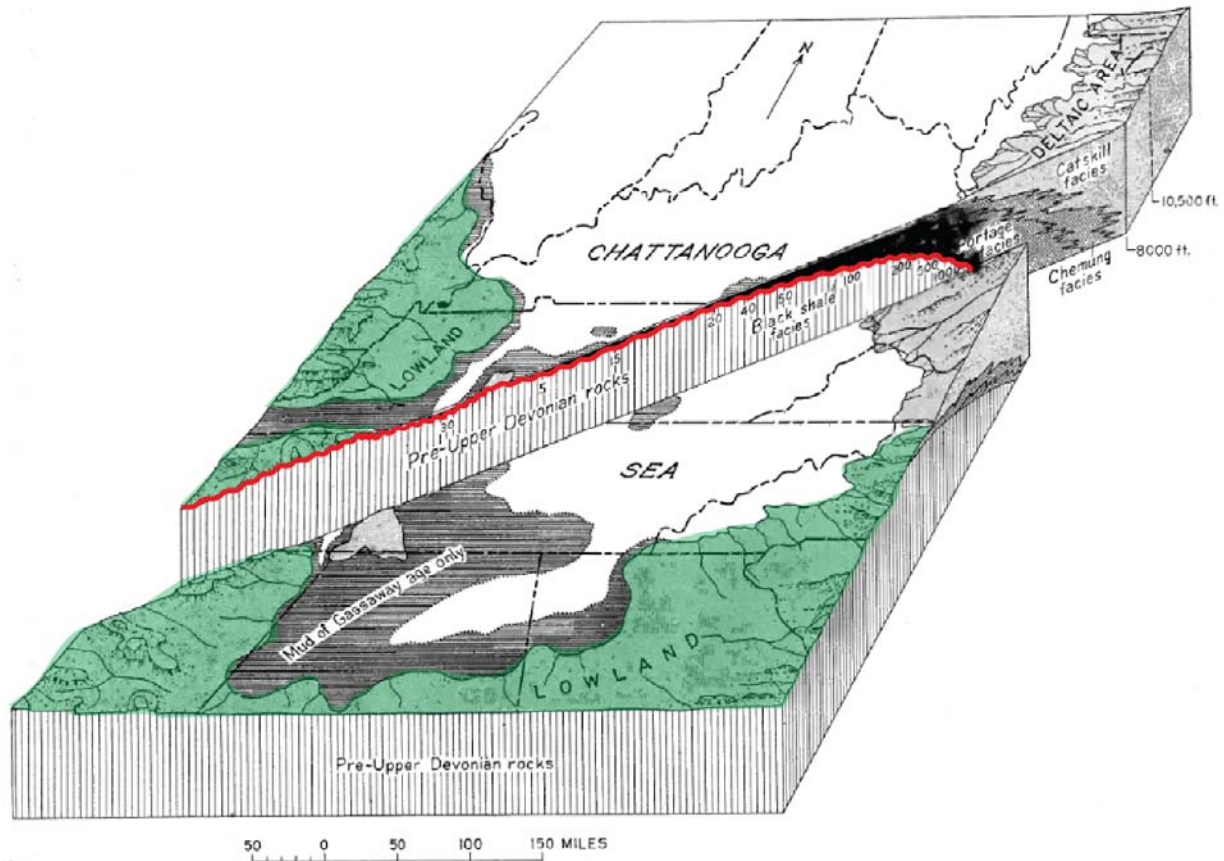 N
DELTAIC AREA
Catskill
facies
10,500 ft.
CHATTANOOGA
Portage
facies
8000 ft.
Chemung
facies
200
500
1000
100
50
40
20
Black shale
facies
LOWLAND
15
5
30
Pre-Upper Devonian rocks
SEA
Mud of Gassaway age only
LOWLAND
Pre-Upper Devonian rocks
50 0 50 100 150 MILES